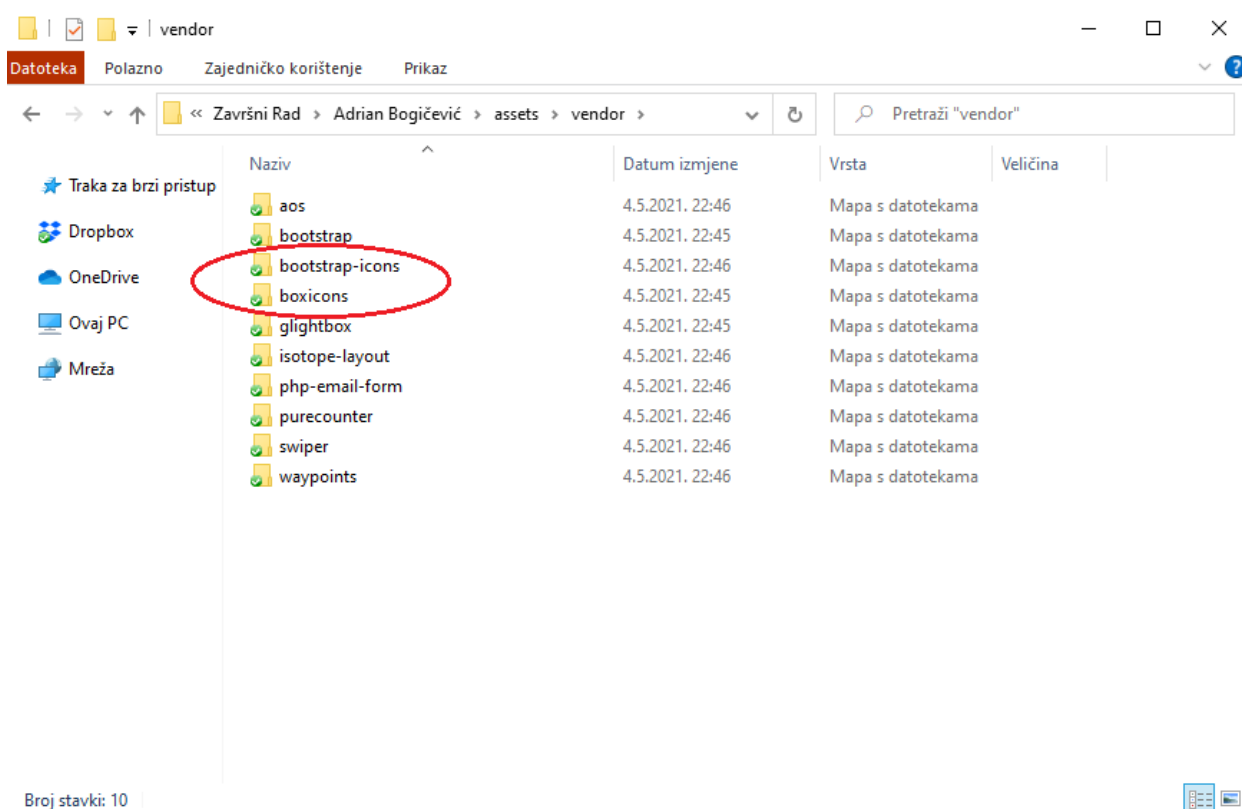 vendor
Datoteka Polazno Zajedničko korištenje Prikaz
« Završni Rad > Adrian Bogičević > assets > vendor > Pretraži "vendor"
Naziv Datum izmjene Vrsta Veličina
Traka za brzi pristup
Dropbox
OneDrive
Ovaj PC
Mreža
aos 4.5.2021. 22:46 Mapa s datotekama
bootstrap 4.5.2021. 22:45 Mapa s datotekama
bootstrap-icons 4.5.2021. 22:46 Mapa s datotekama
boxicons 4.5.2021. 22:45 Mapa s datotekama
glightbox 4.5.2021. 22:45 Mapa s datotekama
isotope-layout 4.5.2021. 22:46 Mapa s datotekama
php-email-form 4.5.2021. 22:46 Mapa s datotekama
purecounter 4.5.2021. 22:46 Mapa s datotekama
swiper 4.5.2021. 22:46 Mapa s datotekama
waypoints 4.5.2021. 22:46 Mapa s datotekama
Broj stavki: 10